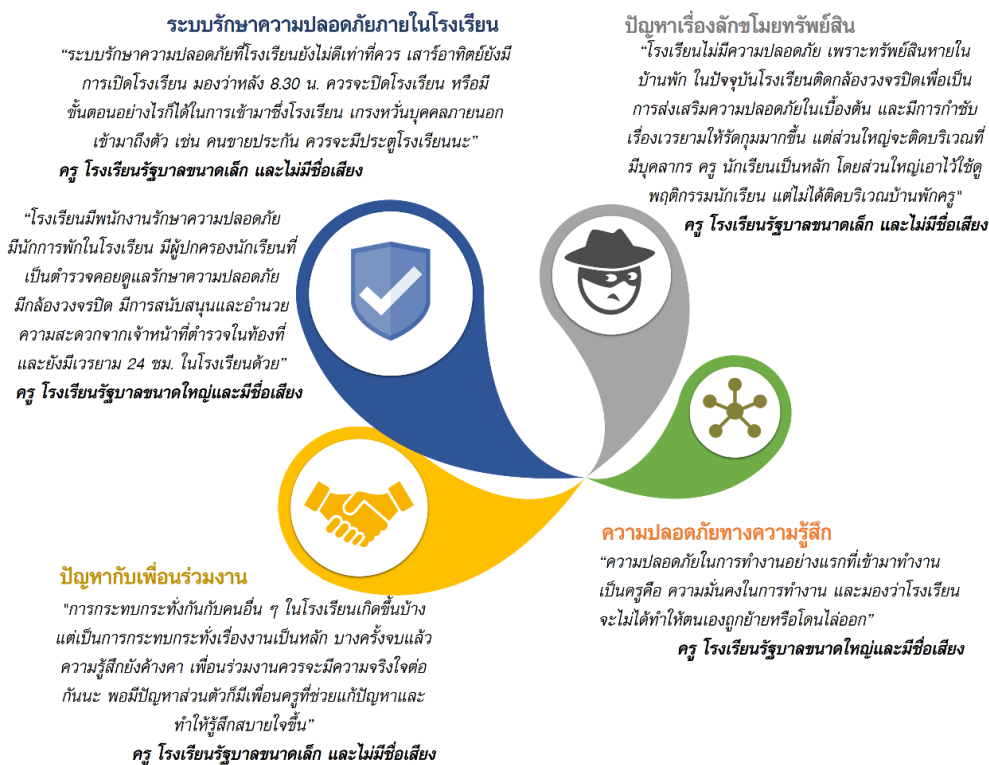 ระบบรักษาความปลอดภัยภายในโรงเรียน
“ระบบรักษาความปลอดภัยที่โรงเรียนยังไม่ดีเท่าที่ควร เสาร์อาทิตย์ยังมี
การเปิดโรงเรียน มองว่าหลัง 8.30 น. ควรจะปิดโรงเรียน หรือมี
ขั้นตอนอย่างไรก็ได้ในการเข้ามาซึ่งโรงเรียน เกรงหวั่นบุคคลภายนอก
เข้ามาถึงตัว เช่น คนขายประกัน ควรจะมีประตูโรงเรียนนะ”
ครู โรงเรียนรัฐบาลขนาดเล็ก และไม่มีชื่อเสียง
“โรงเรียนมีพนักงานรักษาความปลอดภัย
มีนักการพักในโรงเรียน มีผู้ปกครองนักเรียนที่
เป็นตำรวจคอยดูแลรักษาความปลอดภัย
มีกล้องวงจรปิด มีการสนับสนุนและอำนวย
ความสะดวกจากเจ้าหน้าที่ตำรวจในท้องที่
และยังมีเวรยาม 24 ชม. ในโรงเรียนด้วย”
ครู โรงเรียนรัฐบาลขนาดใหญ่และมีชื่อเสียง
ปัญหาเรื่องลักขโมยทรัพย์สิน
“โรงเรียนไม่มีความปลอดภัย เพราะทรัพย์สินหายใน
บ้านพัก ในปัจจุบันโรงเรียนติดกล้องวงจรปิดเพื่อเป็น
การส่งเสริมความปลอดภัยในเบื้องต้น และมีการกำชับ
เรื่องเวรยามให้รัดกุมมากขึ้น แต่ส่วนใหญ่จะติดบริเวณที่
มีบุคลากร ครู นักเรียนเป็นหลัก โดยส่วนใหญ่เอาไว้ใช้ดู
พฤติกรรมนักเรียน แต่ไม่ได้ติดบริเวณบ้านพักครู"
ครู โรงเรียนรัฐบาลขนาดเล็ก และไม่มีชื่อเสียง
ปัญหากับเพื่อนร่วมงาน
"การกระทบกระทั่งกันกับคนอื่น ๆ ในโรงเรียนเกิดขึ้นบ้าง
แต่เป็นการกระทบกระทั่งเรื่องงานเป็นหลัก บางครั้งจบแล้ว
ความรู้สึกยังค้างคา เพื่อนร่วมงานควรจะมีความจริงใจต่อ
กันนะ พอมีปัญหาส่วนตัวก็มีเพื่อนครูที่ช่วยแก้ปัญหาและ
ทำให้รู้สึกสบายใจขึ้น”
ครู โรงเรียนรัฐบาลขนาดเล็ก และไม่มีชื่อเสียง
ความปลอดภัยทางความรู้สึก
“ความปลอดภัยในการทำงานอย่างแรกที่เข้ามาทำงาน
เป็นครูคือ ความมั่นคงในการทำงาน และมองว่าโรงเรียน
จะไม่ได้ทำให้ตนเองถูกย้ายหรือโดนไล่ออก”
ครู โรงเรียนรัฐบาลขนาดใหญ่และมีชื่อเสียง